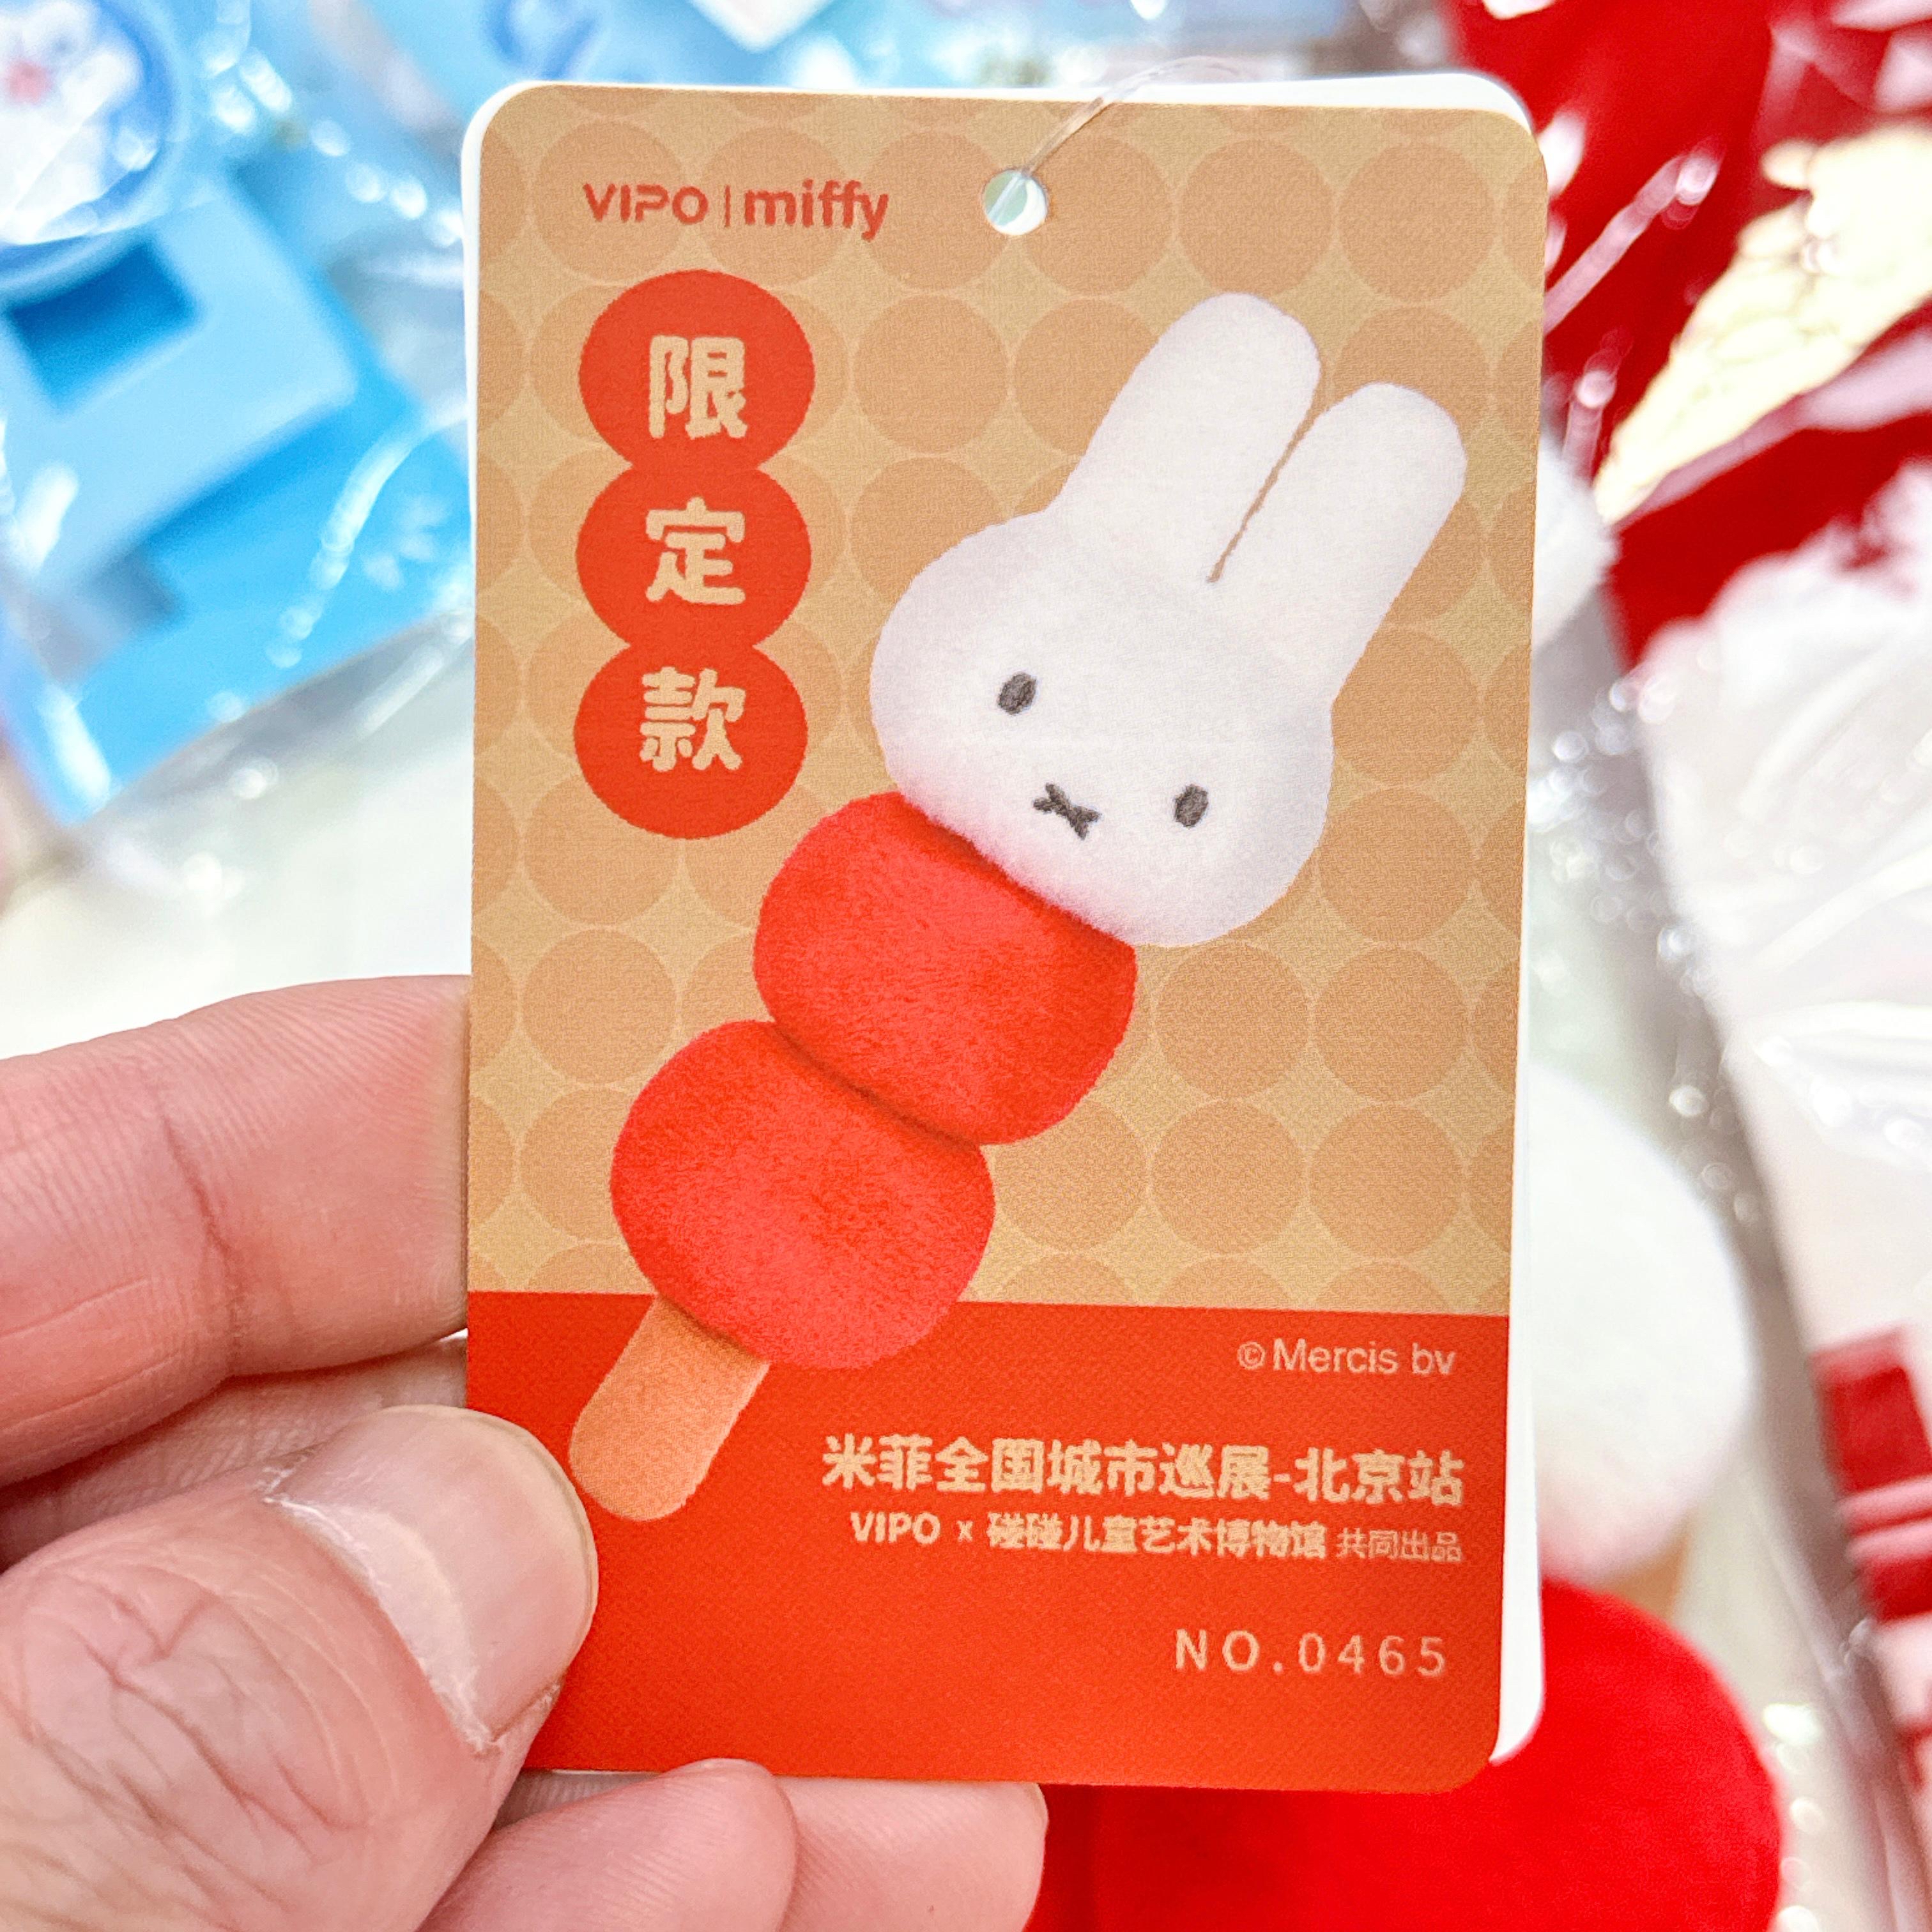 VIPO | miffy
限
定
款
©Mercis bv
米菲全国城市巡展-北京站
VIPO x 碰碰儿童艺术博物馆 共同出品
NO.0465